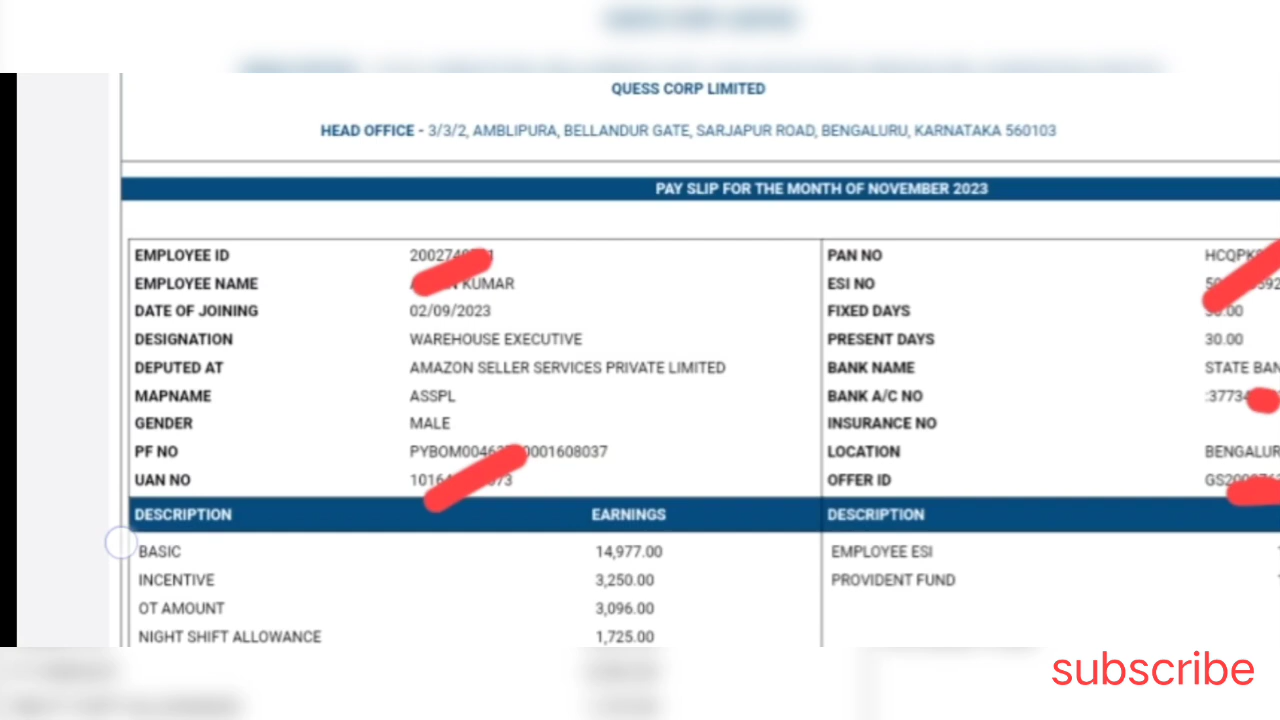 QUESS CORP LIMITED
HEAD OFFICE - 3/3/2, AMBLIPURA, BELLANDUR GATE, SARJAPUR ROAD, BENGALURU, KARNATAKA 560103
PAY SLIP FOR THE MONTH OF NOVEMBER 2023
EMPLOYEE ID PAN NO
EMPLOYEE NAME KUMAR ESI NO
DATE OF JOINING 02/09/2023 FIXED DAYS
DESIGNATION WAREHOUSE EXECUTIVE PRESENT DAYS 30.00
DEPUTED AT AMAZON SELLER SERVICES PRIVATE LIMITED BANK NAME STATE
MAPNAME ASSPL BANK A/C NO
GENDER MALE INSURANCE NO
PF NO LOCATION
UAN NO OFFER ID
DESCRIPTION EARNINGS DESCRIPTION
BASIC 14,977.00 EMPLOYEE ESI
INCENTIVE 3,250.00 PROVIDENT FUND
OT AMOUNT 3,096.00
NIGHT SHIFT ALLOWANCE 1,725.00
subscribe